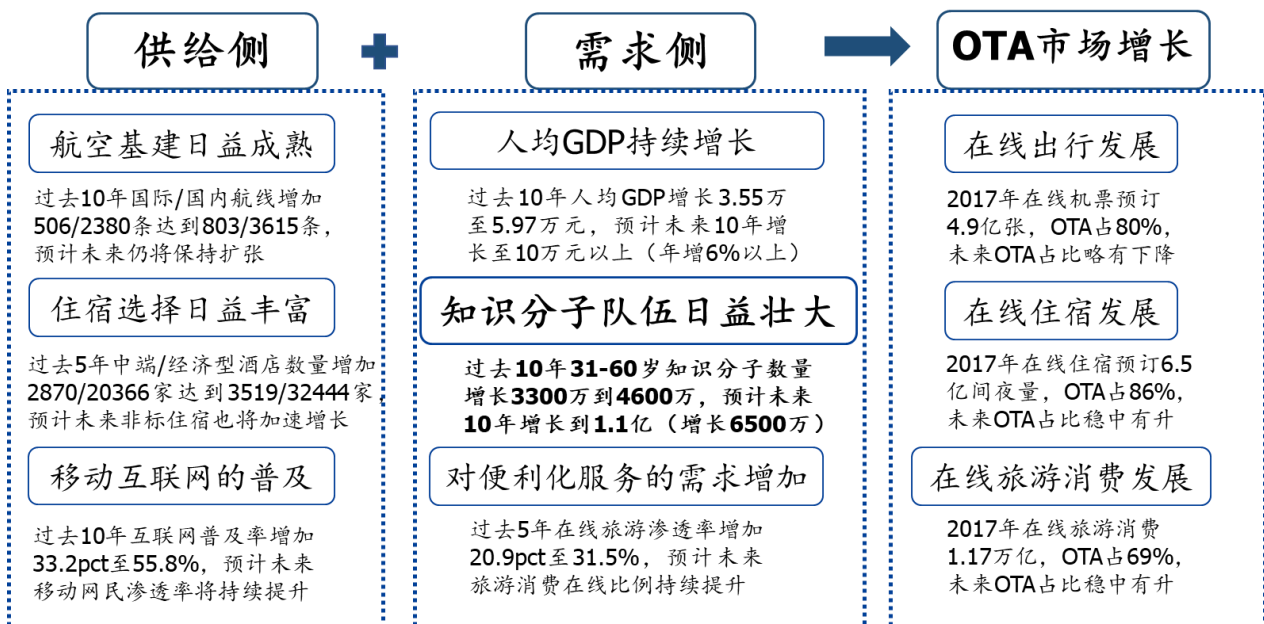 供给侧
航空基建日益成熟
过去10年国际/国内航线增加
506/2380条达到803/3615条,
预计未来仍将保持扩张
住宿选择日益丰富
过去5年中端/经济型酒店数量增加
2870/20366家达到3519/32444家,
预计未来非标住宿也将加速增长
移动互联网的普及
过去10年互联网普及率增加
33.2pct至55.8%,预计未来
移动网民渗透率将持续提升
需求侧
人均GDP持续增长
过去10年人均GDP增长3.55万
至5.97万元,预计未来10年增
长至10万元以上(年增6%以上)
知识分子队伍日益壮大
过去10年31-60岁知识分子数量
增长3300万到4600万,预计未来
10年增长到1.1亿(增长6500万)
对便利化服务的需求增加
过去5年在线旅游渗透率增加
20.9pct至31.5%,预计未来
旅游消费在线比例持续提升
OTA市场增长
在线出行发展
2017年在线机票预订
4.9亿张,OTA占80%,
未来OTA占比略有下降
在线住宿发展
2017年在线住宿预订6.5
亿间夜量,OTA占86%,
未来OTA占比稳中有升
在线旅游消费发展
2017年在线旅游消费
1.17万亿,OTA占69%,
未来OTA占比稳中有升